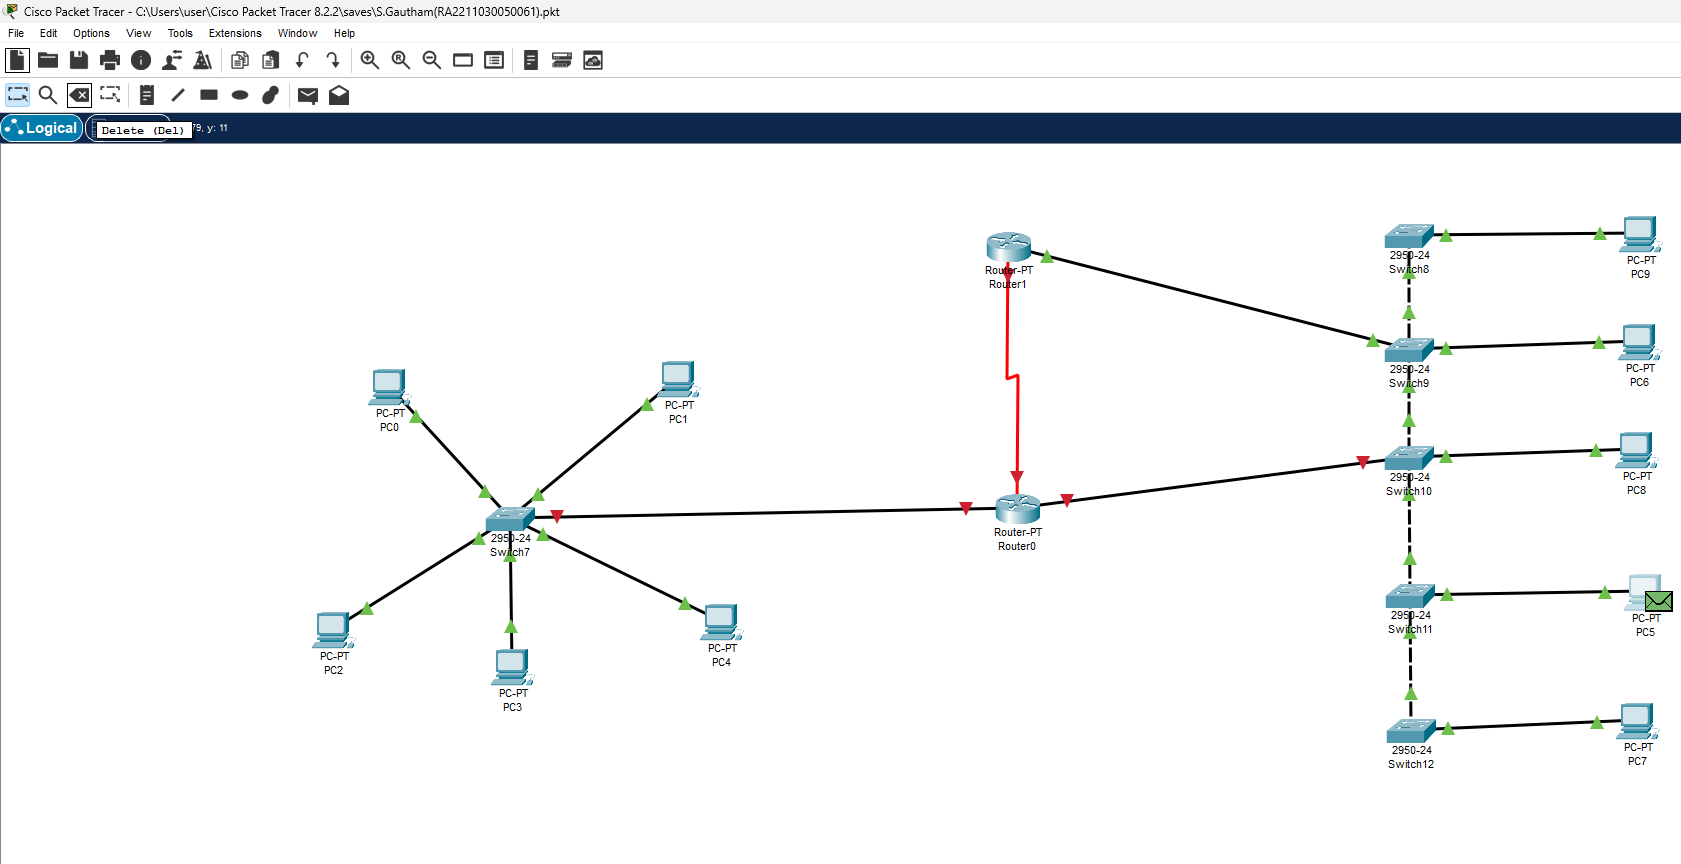 Cisco Packet Tracer - C:\Users\user\Cisco Packet Tracer 8.2.2\saves\S.Gautham(RA2211030050061).pkt
File Edit Options View Tools Extensions Window Help
Logical
Delete (Del)
79, y: 11
Router-PT
Router1
2950-24
Switch8
PC-PT
PC9
2950-24
Switch9
PC-PT
PC6
PC-PT
PC0
PC-PT
PC1
2950-24
Switch10
PC-PT
PC8
2950-24
Switch7
Router-PT
Router0
2950-24
Switch11
PC-PT
PC5
PC-PT
PC2
PC-PT
PC3
PC-PT
PC4
2950-24
Switch12
PC-PT
PC7